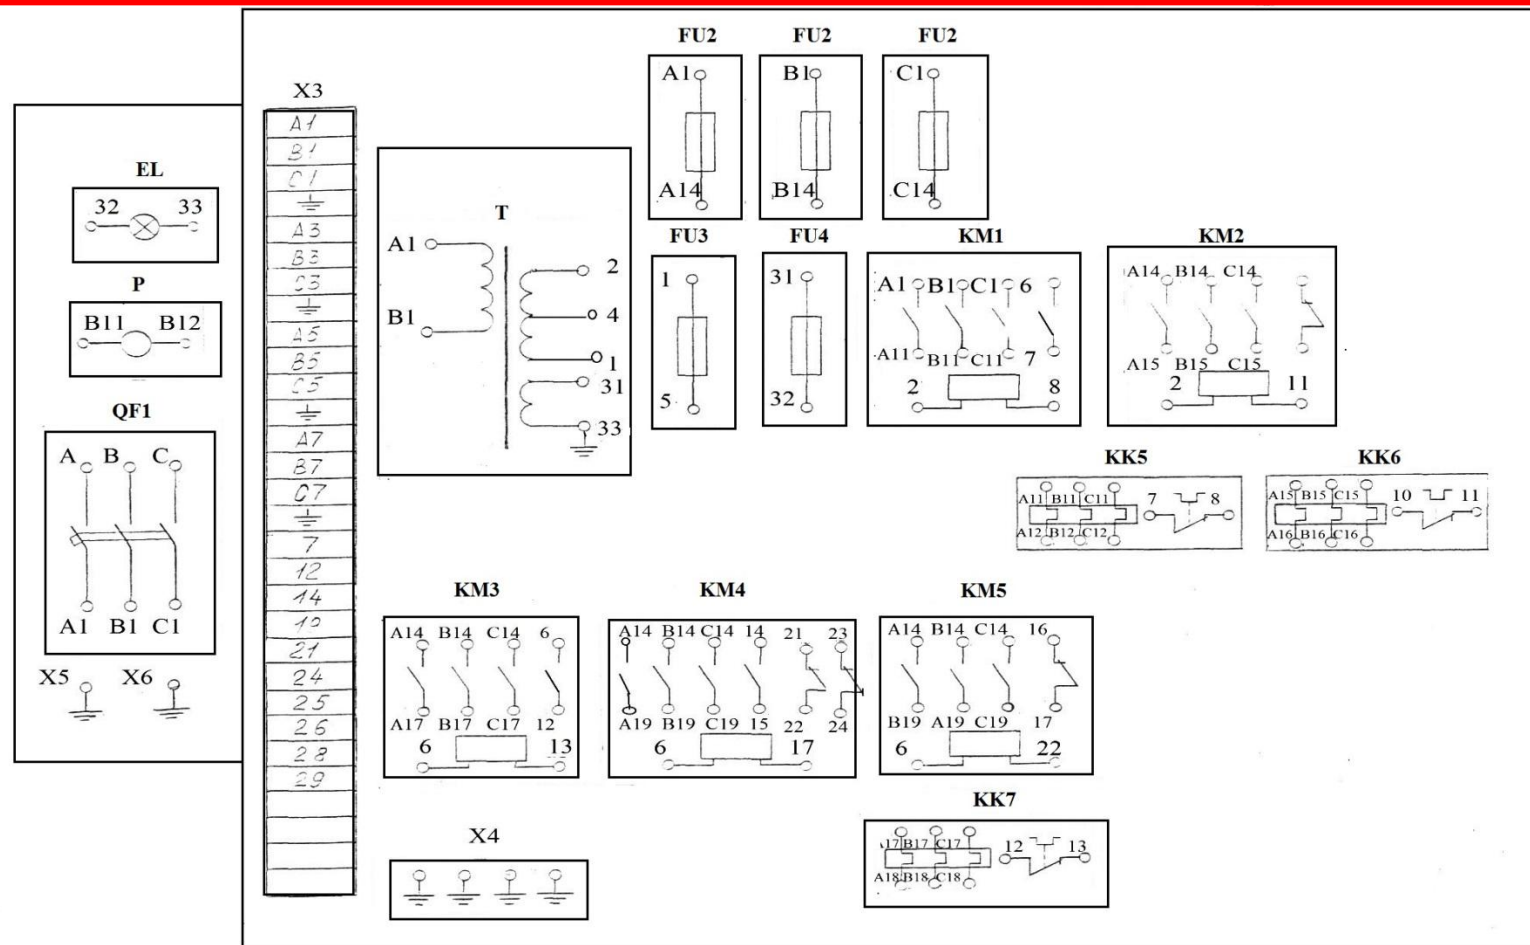 FU2 FU2 FU2
A1 B1 C1
A14 B14 C14
X3
A1
B1
C1
A3
B3
C3
A5
B5
C5
A7
B7
C7
7
12
14
19
21
24
25
26
28
29
EL
32 33
P
B11 B12
QF1
A B C
A1 B1 C1
X5 X6
T
A1
B1
2
4
1
31
33
FU3
1
5
FU4
31
32
KM1
A1 B1 C1 6
A11 B11 C11 7
2 8
KM2
A14 B14 C14
A15 B15 C15
2 11
KK5
A11 B11 C11 7 8
A12 B12 C12
KK6
A15 B15 C15 10 11
A16 B16 C16
KM3
A14 B14 C14 6
A17 B17 C17 12
6 13
KM4
A14 B14 C14 14 21 23
A19 B19 C19 15 22 24
6 17
KM5
A14 B14 C14 16
B19 A19 C19 17
6 22
KK7
A17 B17 C17 12 13
A18 B18 C18
X4